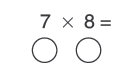 7 × 8 =